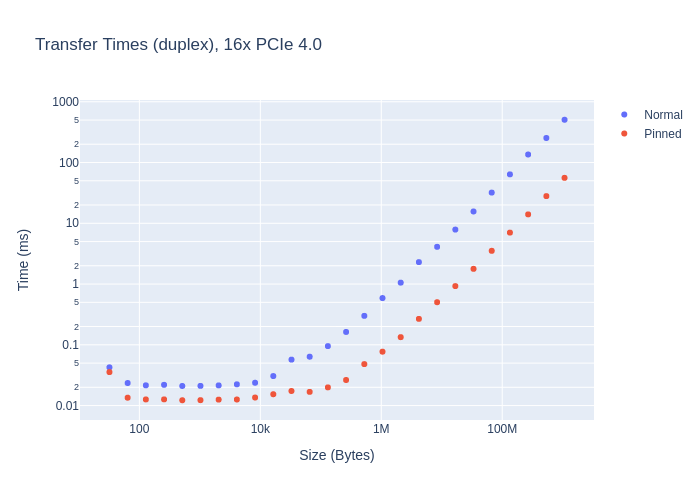 Transfer Times (duplex), 16x PCIe 4.0
Normal
Pinned
Time (ms)
1000
5
2
100
5
2
10
5
2
1
5
2
0.1
5
2
0.01
100
10k
1M
100M
Size (Bytes)